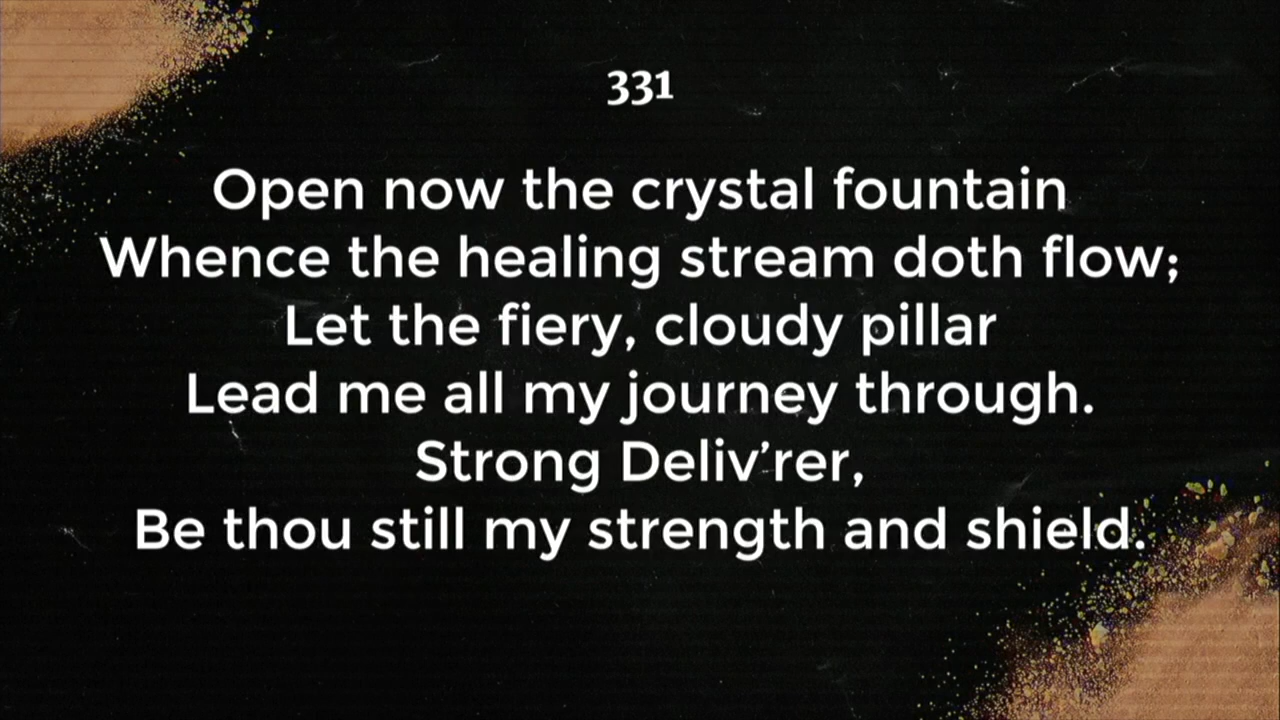 331
Open now the crystal fountain
Whence the healing stream doth flow;
Let the fiery, cloudy pillar
Lead me all my journey through.
Strong Deliv’rer,
Be thou still my strength and shield.